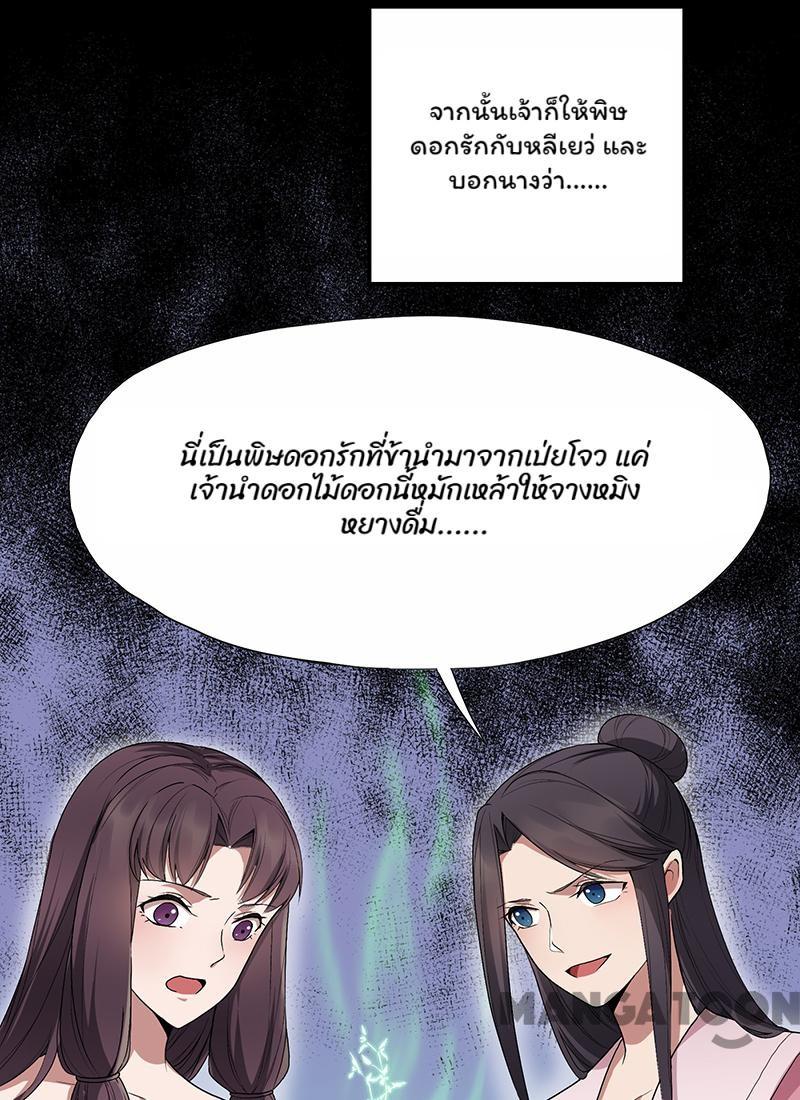 จากนั้นเจ้าก็ให้พิษ
ดอกรักกับหลีเยว่ และ
บอกนางว่า......
นี่เป็นพิษดอกรักที่ข้านำมาจากเป่ยโจว แค่
เจ้านำดอกไม้ดอกนี้หมักเหล้าให้จางหมิง
หยางดื่ม......
MANGATOON